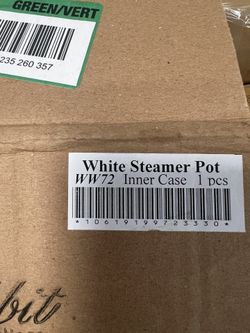 GREEN/VERT
235 260 357
White Steamer Pot
WW72 Inner Case 1 pcs
*10619199723330*
bit